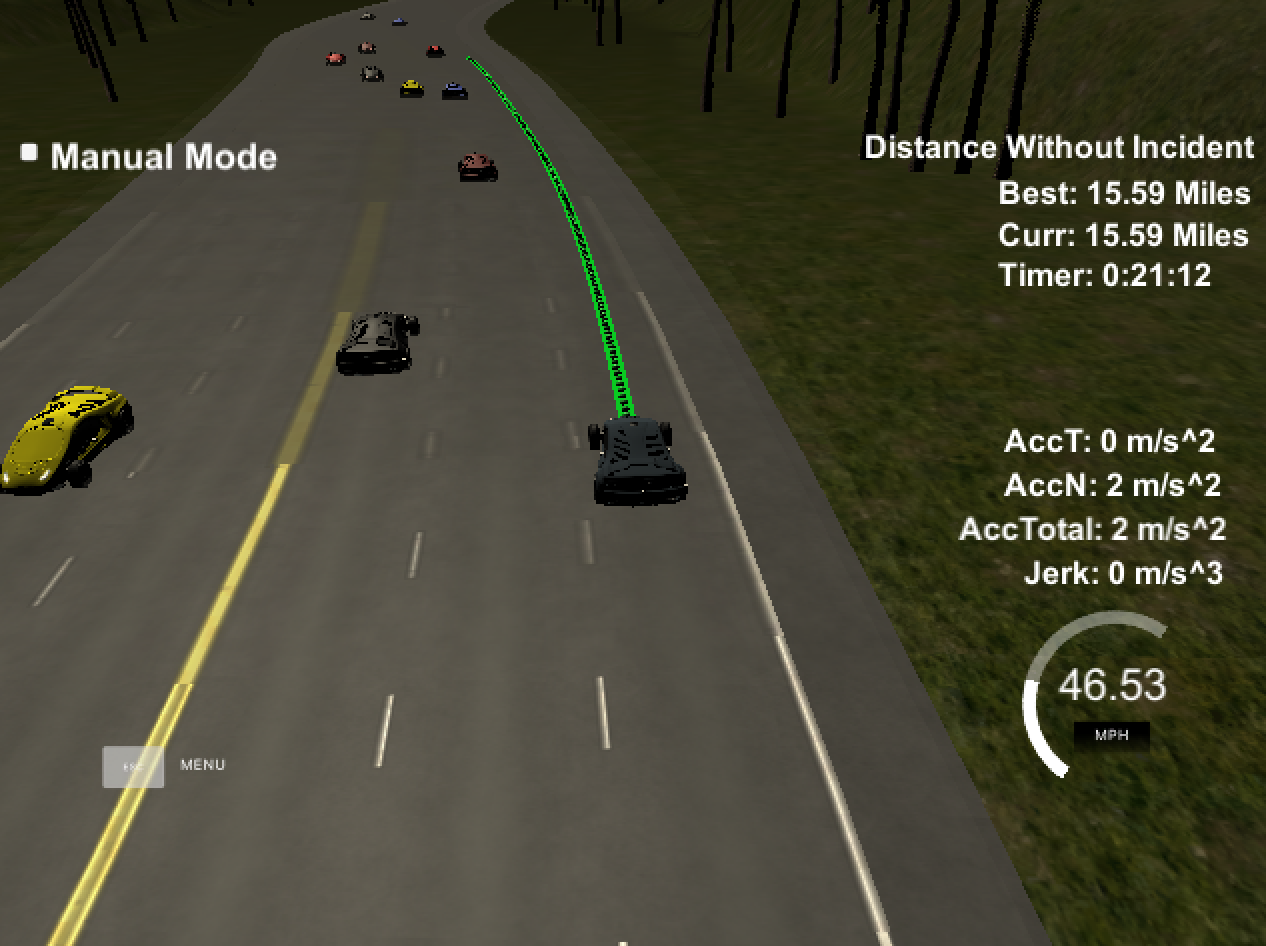 Manual Mode
Distance Without Incident
Best: 15.59 Miles
Curr: 15.59 Miles
Timer: 0:21:12
AccT: 0 m/s^2
AccN: 2 m/s^2
AccTotal: 2 m/s^2
Jerk: 0 m/s^3
46.53
MPH
ESC MENU